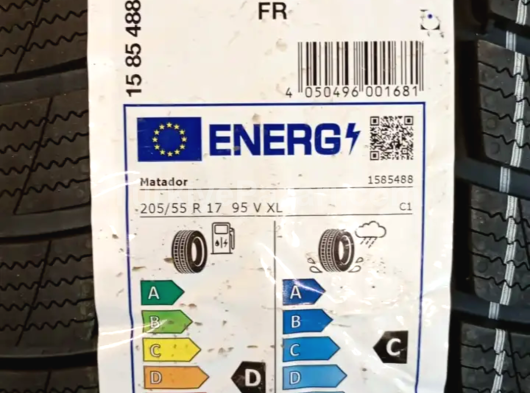 FR
15 85 488
4 050496 001681
ENERG
Matador 1585488
205/55 R 17 95 V XL C1
A A
B B
C C C
D D D